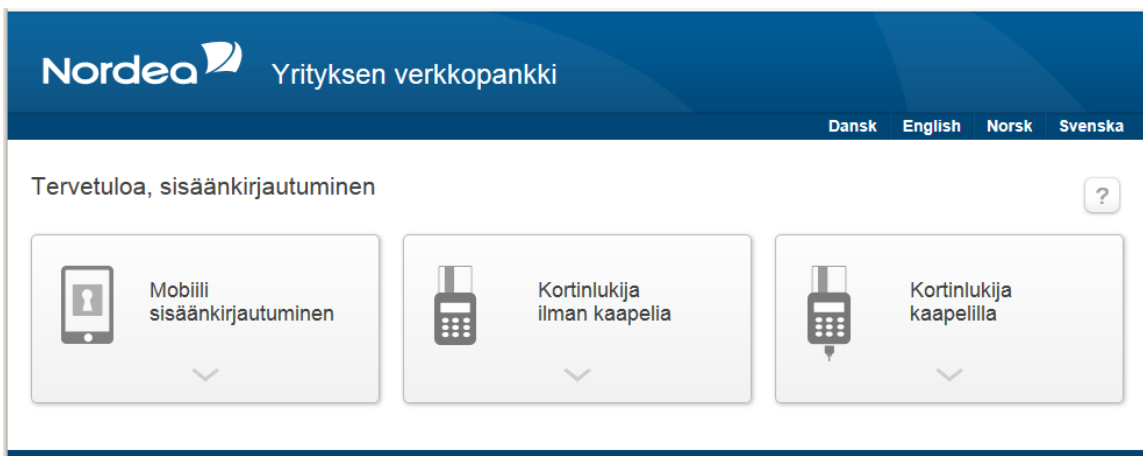 Nordea Yrityksen verkkopankki
Dansk English Norsk Svenska
Tervetuloa, sisäänkirjautuminen
?
Mobiili
sisäänkirjautuminen
Kortinlukija
ilman kaapelia
Kortinlukija
kaapelilla